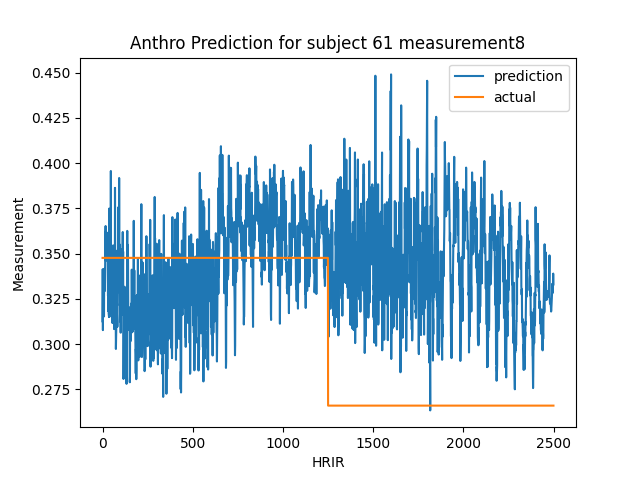 Anthro Prediction for subject 61 measurement8
prediction
actual
Measurement
0.450
0.425
0.400
0.375
0.350
0.325
0.300
0.275
0
500
1000
1500
2000
2500
HRIR